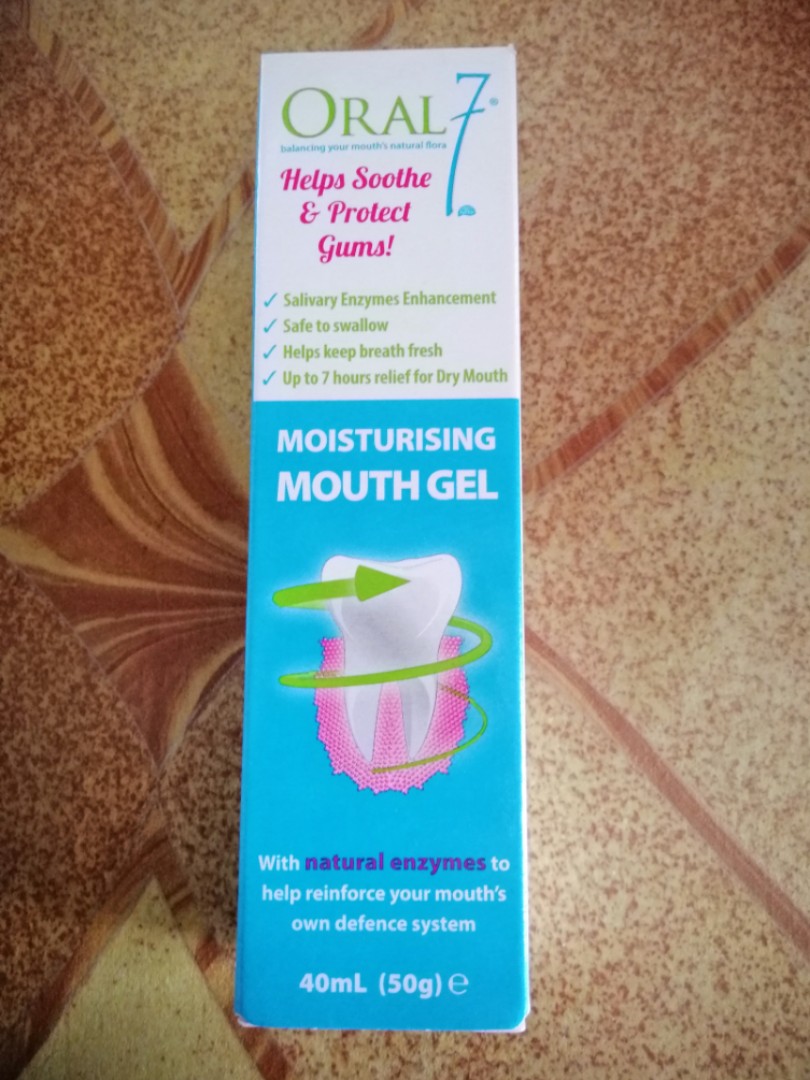 ORAL 7®
balancing your mouth's natural flora
Helps Soothe
& Protect
Gums!
✓ Salivary Enzymes Enhancement
✓ Safe to swallow
✓ Helps keep breath fresh
✓ Up to 7 hours relief for Dry Mouth
MOISTURISING
MOUTH GEL
With natural enzymes to
help reinforce your mouth's
own defence system
40mL (50g) ℮